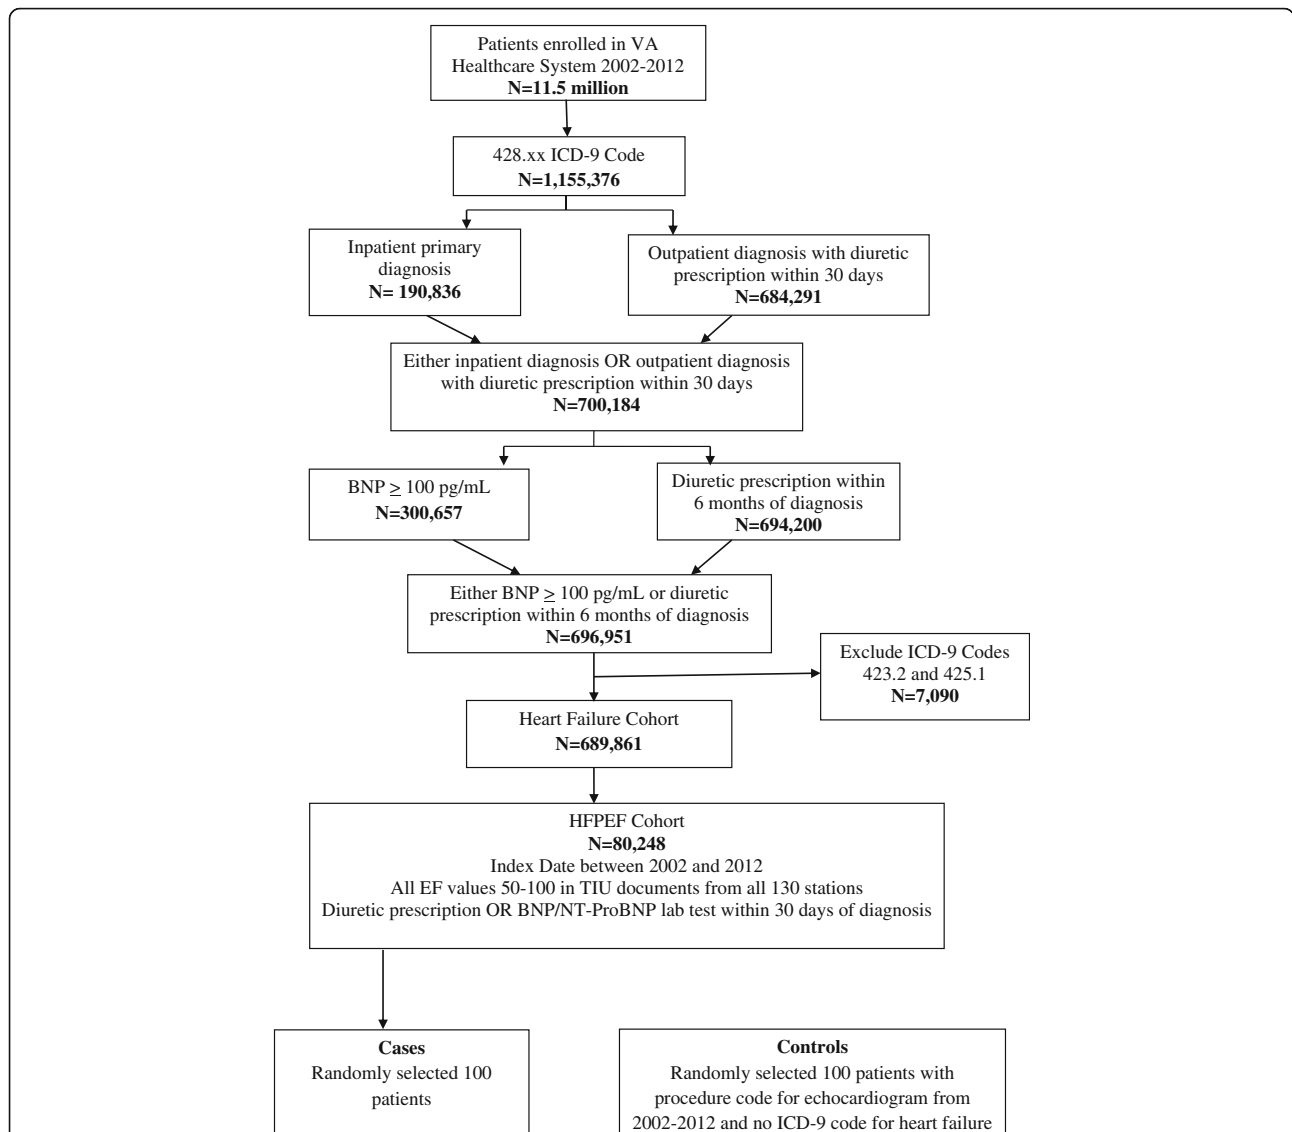 Patients enrolled in VA
Healthcare System 2002-2012
N=11.5 million
428.xx ICD-9 Code
N=1,155,376
Inpatient primary
diagnosis
N= 190,836
Outpatient diagnosis with diuretic
prescription within 30 days
N=684,291
Either inpatient diagnosis OR outpatient diagnosis
with diuretic prescription within 30 days
N=700,184
BNP ≥ 100 pg/mL
N=300,657
Diuretic prescription within
6 months of diagnosis
N=694,200
Either BNP ≥ 100 pg/mL or diuretic
prescription within 6 months of diagnosis
N=696,951
Exclude ICD-9 Codes
423.2 and 425.1
N=7,090
Heart Failure Cohort
N=689,861
HFPEF Cohort
N=80,248
Index Date between 2002 and 2012
All EF values 50-100 in TIU documents from all 130 stations
Diuretic prescription OR BNP/NT-ProBNP lab test within 30 days of diagnosis
Cases
Randomly selected 100
patients
Controls
Randomly selected 100 patients with
procedure code for echocardiogram from
2002-2012 and no ICD-9 code for heart failure